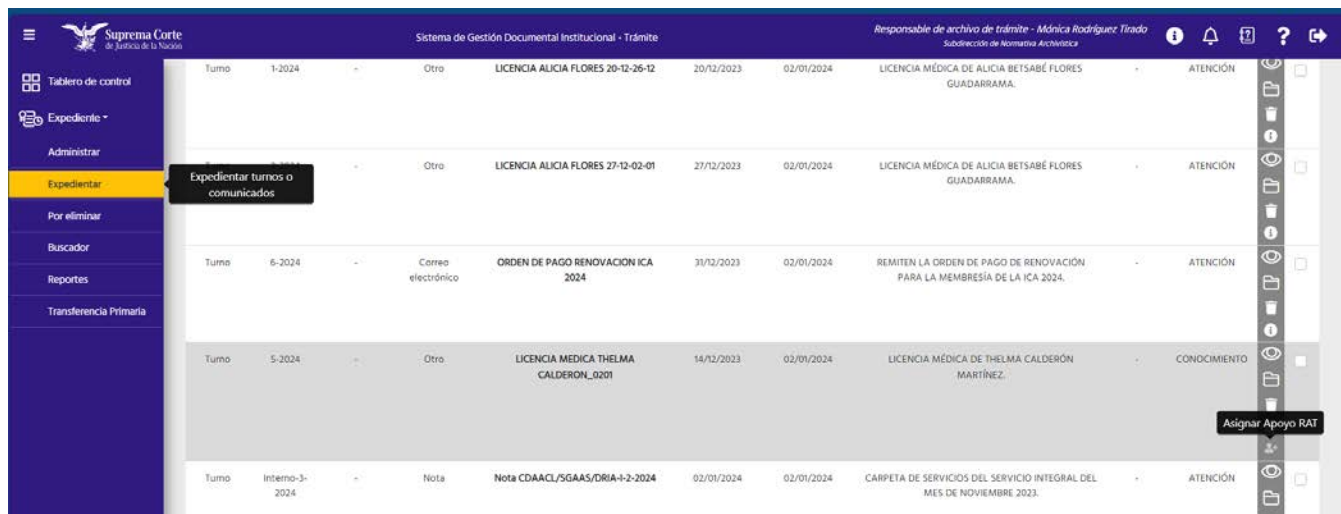 Suprema Corte
de Justicia de la Nación
Sistema de Gestión Documental Institucional - Trámite
Responsable de archivo de trámite - Mónica Rodríguez Tirado
Subdirección de Normativa Archivística
Tablero de control
Expediente
Administrar
Expedientar
Por eliminar
Buscador
Reportes
Transferencia Primaria
Expedientar turnos o
comunicados
Turno 1-2024 - Otro LICENCIA ALICIA FLORES 20-12-26-12 20/12/2023 02/01/2024 LICENCIA MÉDICA DE ALICIA BETSABÉ FLORES - ATENCIÓN
GUADARRAMA.
- Otro LICENCIA ALICIA FLORES 27-12-02-01 27/12/2023 02/01/2024 LICENCIA MÉDICA DE ALICIA BETSABÉ FLORES - ATENCIÓN
GUADARRAMA.
Turno 6-2024 - Correo ORDEN DE PAGO RENOVACION ICA 31/12/2023 02/01/2024 REMITEN LA ORDEN DE PAGO DE RENOVACIÓN - ATENCIÓN
electrónico 2024 PARA LA MEMBRESÍA DE LA ICA 2024.
Turno 5-2024 - Otro LICENCIA MEDICA THELMA 14/12/2023 02/01/2024 LICENCIA MÉDICA DE THELMA CALDERÓN - CONOCIMIENTO
CALDERON_0201 MARTÍNEZ.
Asignar Apoyo RAT
Turno Interno-3- - Nota Nota CDAACL/SGAAS/DRIA-I-2-2024 02/01/2024 02/01/2024 CARPETA DE SERVICIOS DEL SERVICIO INTEGRAL DEL - ATENCIÓN
2024 MES DE NOVIEMBRE 2023.